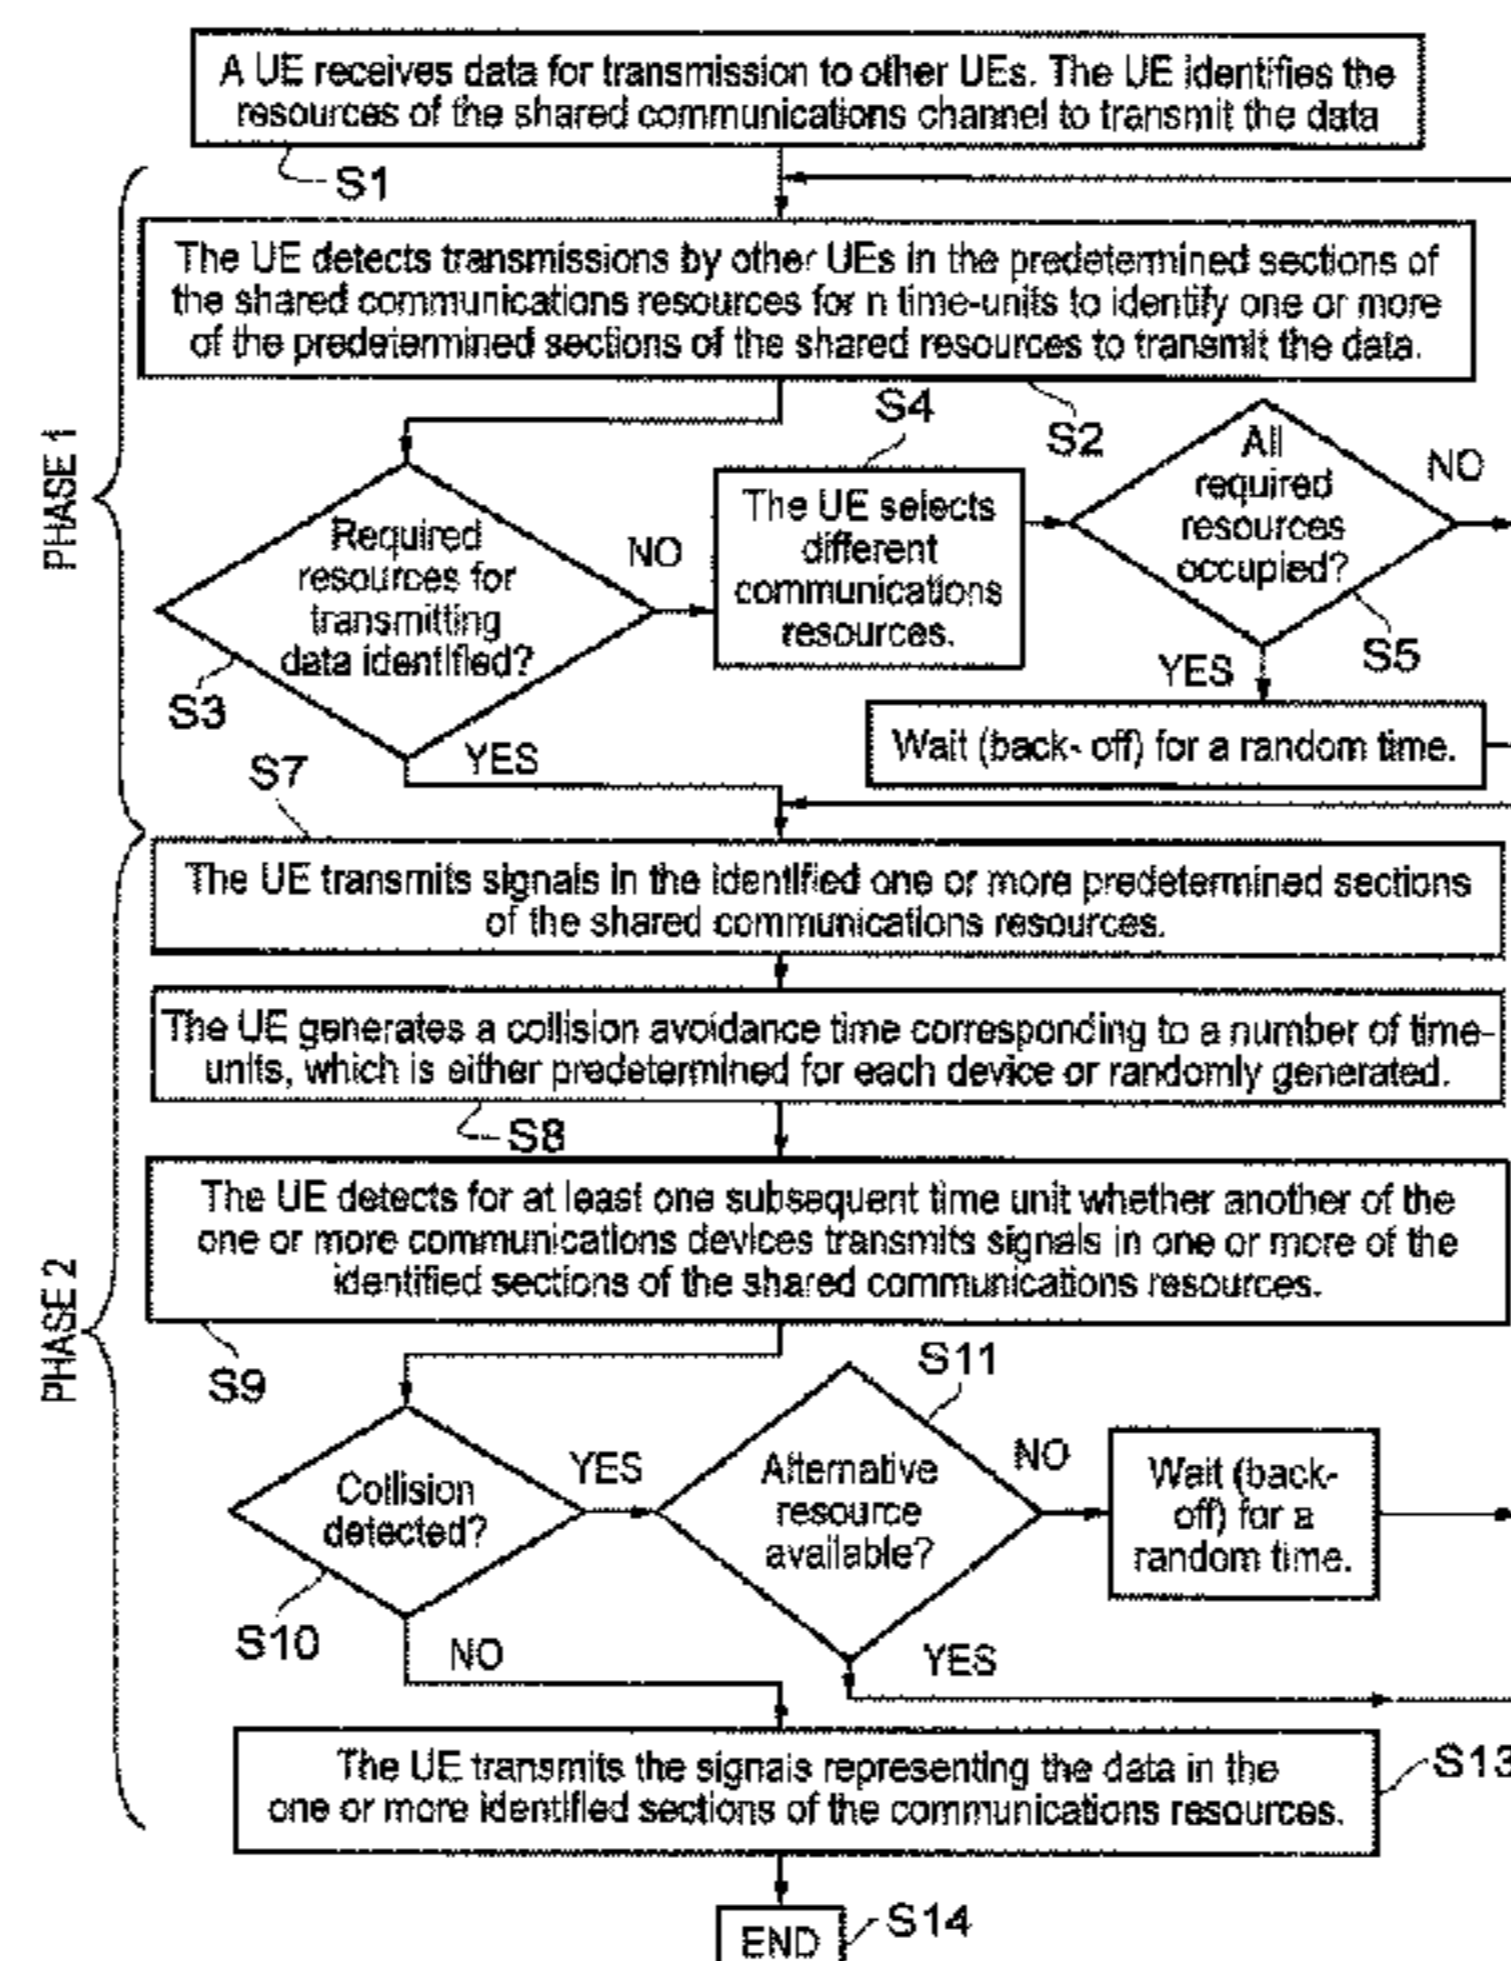 A UE receives data for transmission to other UEs. The UE identifies the
resources of the shared communications channel to transmit the data
S1
PHASE 1
The UE detects transmissions by other UEs in the predetermined sections of
the shared communications resources for n time-units to identify one or more
of the predetermined sections of the shared resources to transmit the data.
S2
Required
resources for
transmitting
data identified?
S3
NO
YES
S4
The UE selects
different
communications
resources.
All
required
resources
occupied?
NO
S5
YES
Wait (back- off) for a random time.
S7
The UE transmits signals in the identified one or more predetermined sections
of the shared communications resources.
PHASE 2
The UE generates a collision avoidance time corresponding to a number of time-
units, which is either predetermined for each device or randomly generated.
S8
The UE detects for at least one subsequent time unit whether another of the
one or more communications devices transmits signals in one or more of the
identified sections of the shared communications resources.
S9
Collision
detected?
S10
YES
NO
S11
Alternative
resource
available?
NO
YES
Wait (back-
off) for a
random time.
The UE transmits the signals representing the data in the
one or more identified sections of the communications resources.
S13
END
S14